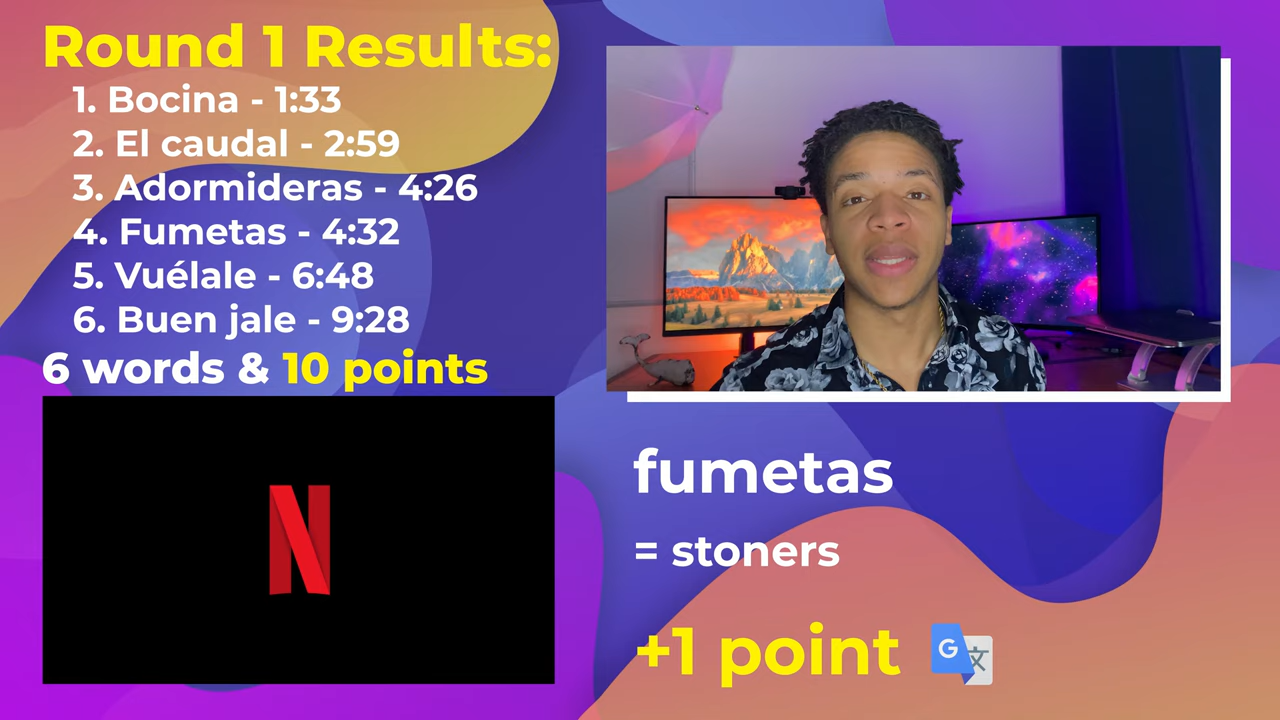 Round 1 Results:
1. Bocina - 1:33
2. El caudal - 2:59
3. Adormideras - 4:26
4. Fumetas - 4:32
5. Vuélale - 6:48
6. Buen jale - 9:28
6 words & 10 points
N
fumetas
= stoners
+1 point
G 文